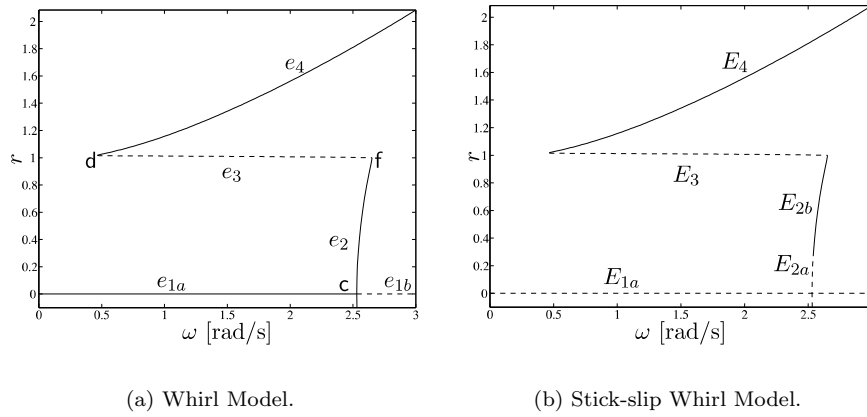 2
1.8
1.6
1.4
1.2
1
0.8
0.6
0.4
0.2
0
r
e4
d
f
e3
e2
e1a
c
e1b
0
0.5
1
1.5
2
2.5
3
ω [rad/s]
(a) Whirl Model.
2
1.8
1.6
1.4
1.2
1
0.8
0.6
0.4
0.2
0
r
E4
E3
E2b
E2a
E1a
0
0.5
1
1.5
2
2.5
ω [rad/s]
(b) Stick-slip Whirl Model.